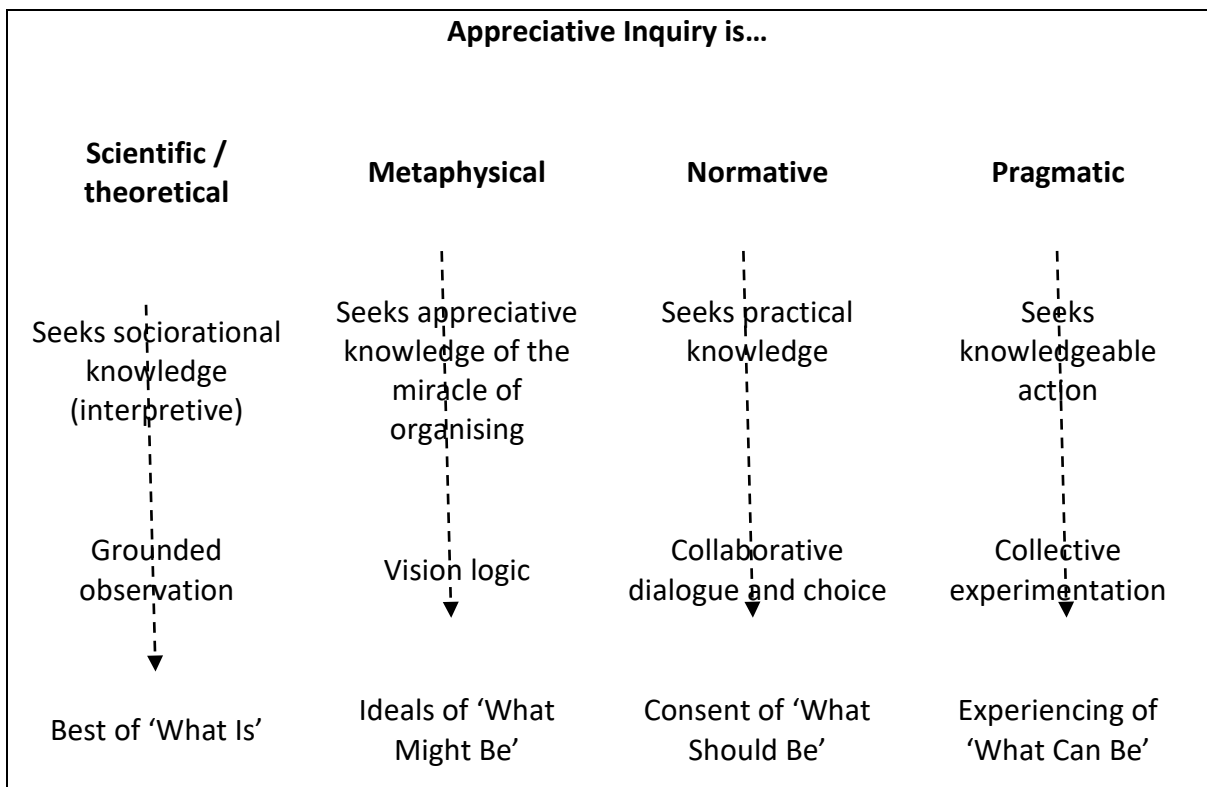 Appreciative Inquiry is…
Scientific /
theoretical
Metaphysical
Normative
Pragmatic
Seeks sociorational
knowledge
(interpretive)
Seeks appreciative
knowledge of the
miracle of
organising
Seeks practical
knowledge
Seeks
knowledgeable
action
Grounded
observation
Vision logic
Collaborative
dialogue and choice
Collective
experimentation
Best of ‘What Is’
Ideals of ‘What
Might Be’
Consent of ‘What
Should Be’
Experiencing of
‘What Can Be’